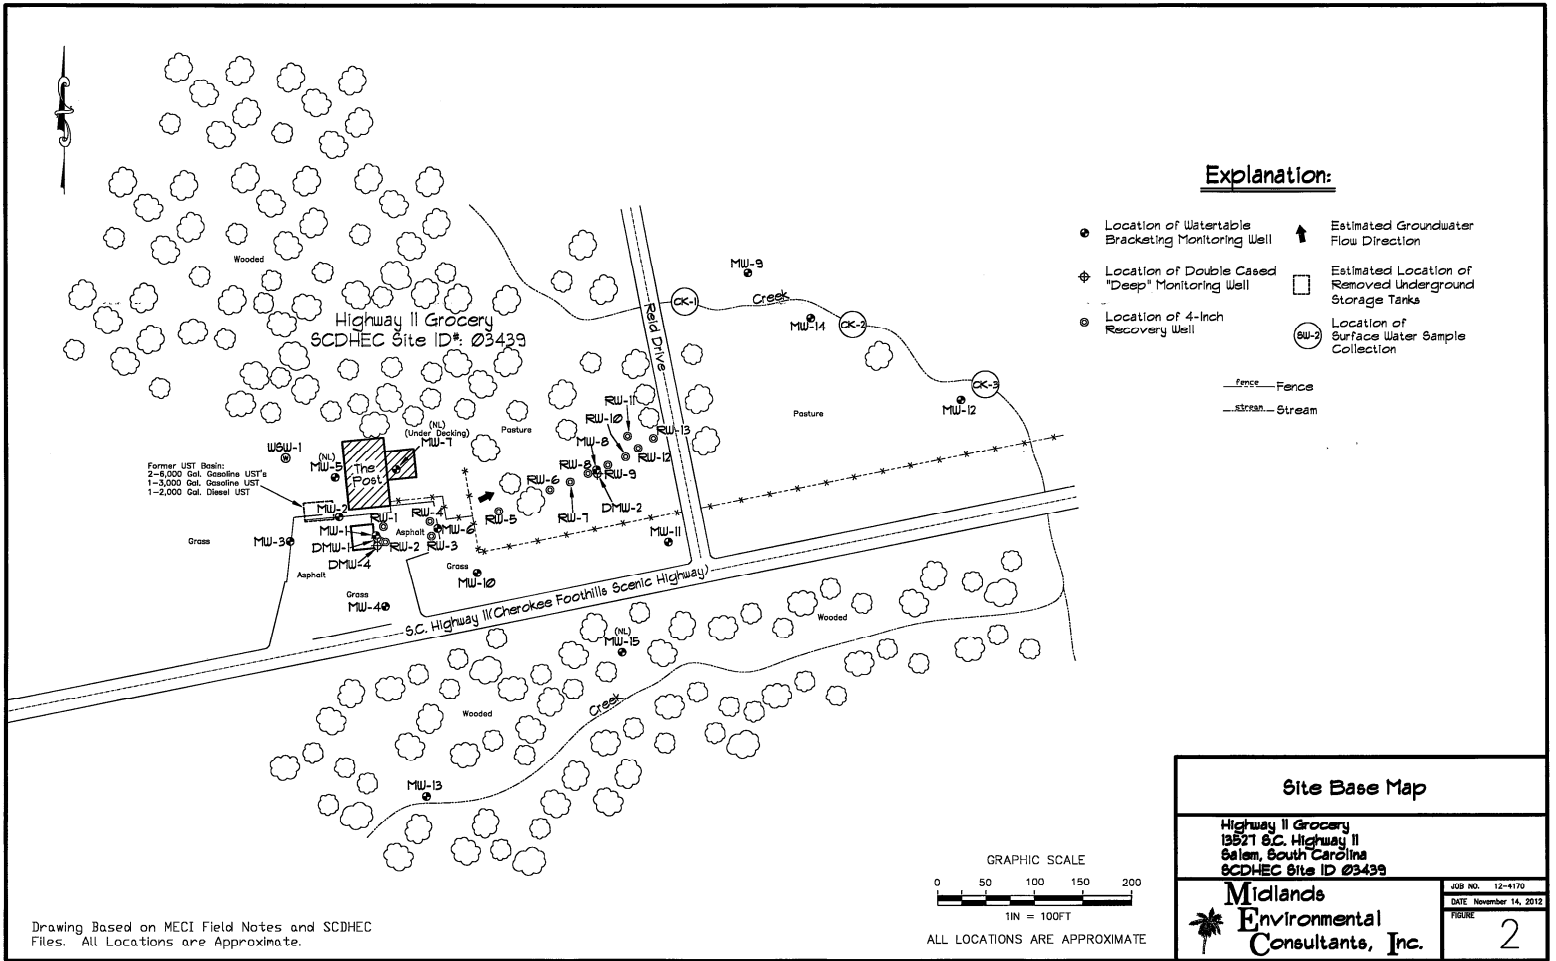 Wooded
Highway 11 Grocery
SCDHEC Site ID#: 03439
MW-9
Creek
CK-1
CK-2
MW-14
CK-3
MW-12
Reid Drive
Pasture
Explanation:
Location of Watertable
Bracketing Monitoring Well
Location of Double Cased
"Deep" Monitoring Well
Location of 4-Inch
Recovery Well
Estimated Groundwater
Flow Direction
Estimated Location of
Removed Underground
Storage Tanks
SW-2
Location of
Surface Water Sample
Collection
fence
Fence
stream
Stream
RW-11
RW-10
RW-13
MW-8
RW-12
RW-8
RW-9
RW-6
DMW-2
RW-7
RW-5
Pasture
(NL)
(Under Decking)
MW-7
WSW-1
W
(NL)
MW-5
The
Post
Former UST Basin:
2-6,000 Gal. Gasoline UST's
1-3,000 Gal. Gasoline UST
1-2,000 Gal. Diesel UST
MW-2
RW-1
RW-4
MW-1
Asphalt
MW-6
Grass
MW-3
DMW-1
RW-2
RW-3
DMW-4
Asphalt
Grass
MW-10
MW-11
Grass
MW-4
S.C. Highway 11(Cherokee Foothills Scenic Highway)
(NL)
MW-15
Wooded
Creek
Wooded
MW-13
GRAPHIC SCALE
0 50 100 150 200
1IN = 100FT
ALL LOCATIONS ARE APPROXIMATE
Drawing Based on MECI Field Notes and SCDHEC
Files. All Locations are Approximate.
Site Base Map
Highway 11 Grocery
13527 S.C. Highway 11
Salem, South Carolina
SCDHEC Site ID 03439
Midlands
Environmental
Consultants, Inc.
JOB NO. 12-4170
DATE November 14, 2012
FIGURE
2